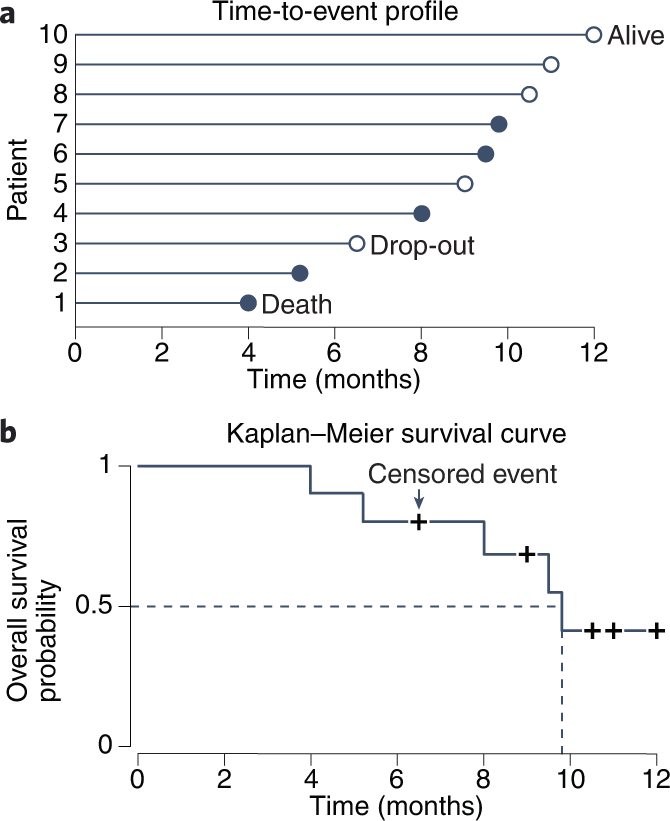 a
Time-to-event profile
10
Alive
9
8
7
6
5
4
3
Drop-out
2
1
Death
Patient
0 2 4 6 8 10 12
Time (months)
b
Kaplan–Meier survival curve
1
Censored event
0.5
0
Overall survival
probability
0 2 4 6 8 10 12
Time (months)